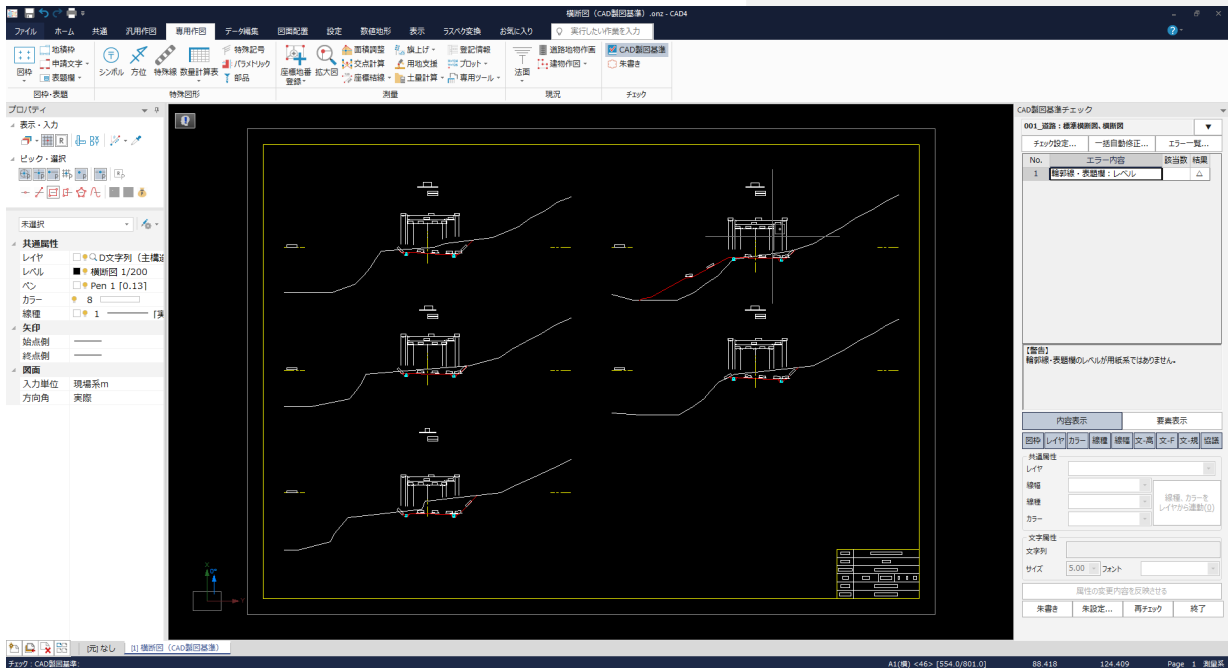 横断図（CAD製図基準）.onz - CAD4
ファイル ホーム 共通 汎用作図 専用作図 データ編集 図面配置 設定 数値地形 表示 ラスベク変換 お気に入り 実行したい作業を入力
図枠 地積枠 申請文字 表題欄
シンボル 方位 特殊線 数量計算表 特殊記号 パラメトリック 部品
座標地番登録 拡大図 面積調整 交点計算 座標結線 旗上げ 用地支援 土量計算 登記情報 プロット 専用ツール
法面 道路地物作画 建物作図
CAD製図基準 朱書き
図枠・表題 特殊図形 測量 現況 チェック
プロパティ
表示・入力
ピック・選択
未選択
共通属性
レイヤ D文字列（主構造
レベル 横断図 1/200
ペン Pen 1 [0.13]
カラー 8
線種 1 [実
矢印
始点側
終点側
図面
入力単位 現場系m
方向角 実際
X
0°
Y
CAD製図基準チェック
001_道路：標準横断図、横断図
チェック設定... 一括自動修正... エラー一覧...
No. エラー内容 該当数 結果
1 輪郭線・表題欄：レベル △
【警告】
輪郭線・表題欄のレベルが用紙系ではありません。
内容表示 要素表示
図枠 レイヤ カラー 線種 線幅 文-高 文-F 文-規 協議
共通属性
レイヤ
線幅
線種
カラー
線種、カラーを
レイヤから連動(Q)
文字属性
文字列
サイズ 5.00 フォント
属性の変更内容を反映させる
朱書き 朱設定... 再チェック 終了
[元] なし [1] 横断図（CAD製図基準）
チェック：CAD製図基準: A1(横) <46> [554.0/801.0] 88.418 124.409 Page 1 測量系